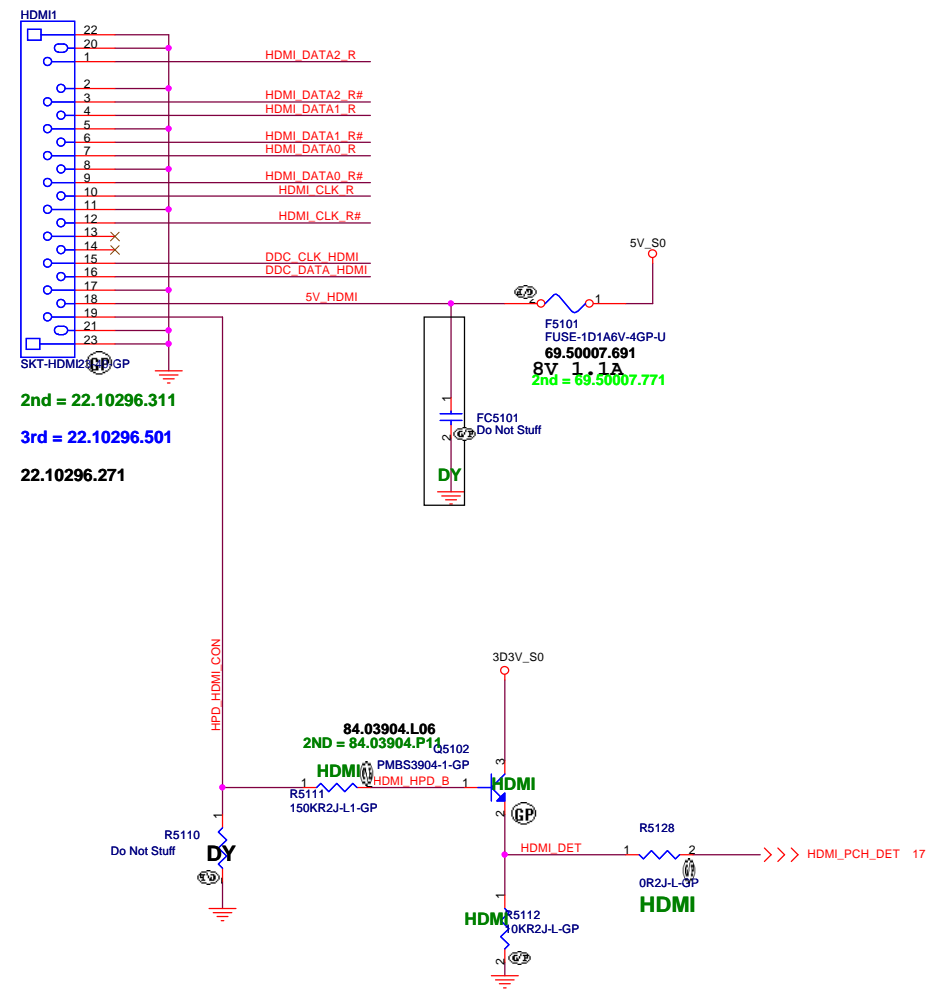 HDMI1
22
20
1
HDMI_DATA2_R
2
3
HDMI_DATA2_R#
4
HDMI_DATA1_R
5
6
HDMI_DATA1_R#
7
HDMI_DATA0_R
8
9
HDMI_DATA0_R#
10
HDMI_CLK_R
11
12
HDMI_CLK_R#
13
14
15
DDC_CLK_HDMI
16
DDC_DATA_HDMI
17
18
5V_HDMI
19
21
23
5V_S0
2
1
F5101
FUSE-1D1A6V-4GP-U
69.50007.691
8V 1.1A
2nd = 69.50007.771
GP
2nd = 22.10296.311
3rd = 22.10296.501
22.10296.271
1
FC5101
Do Not Stuff
2
DY
HPD_HDMI_CON
3D3V_S0
84.03904.L06
2ND = 84.03904.P11
Q5102
PMBS3904-1-GP
3
HDMI
1
HDMI_HPD_B
1
HDMI
R5111
150KR2J-L1-GP
2
GP
1
R5110
Do Not Stuff
DY
HDMI_DET
1
R5128
2
HDMI_PCH_DET 17
0R2J-L-GP
HDMI
1
HDMI
R5112
10KR2J-L-GP
2